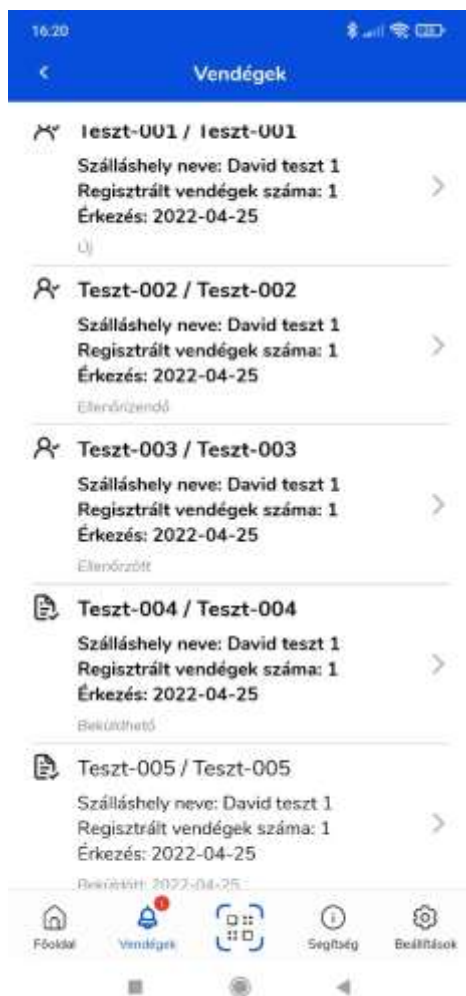 16:20
Vendégek
Teszt-001 / Teszt-001
Szálláshely neve: David teszt 1
Regisztrált vendégek száma: 1
Érkezés: 2022-04-25
Új
Teszt-002 / Teszt-002
Szálláshely neve: David teszt 1
Regisztrált vendégek száma: 1
Érkezés: 2022-04-25
Ellenőrizendő
Teszt-003 / Teszt-003
Szálláshely neve: David teszt 1
Regisztrált vendégek száma: 1
Érkezés: 2022-04-25
Ellenőrzött
Teszt-004 / Teszt-004
Szálláshely neve: David teszt 1
Regisztrált vendégek száma: 1
Érkezés: 2022-04-25
Beküldhető
Teszt-005 / Teszt-005
Szálláshely neve: David teszt 1
Regisztrált vendégek száma: 1
Érkezés: 2022-04-25
Beküldött: 2022-04-25
1
Főoldal Vendégek Segítség Beállítások